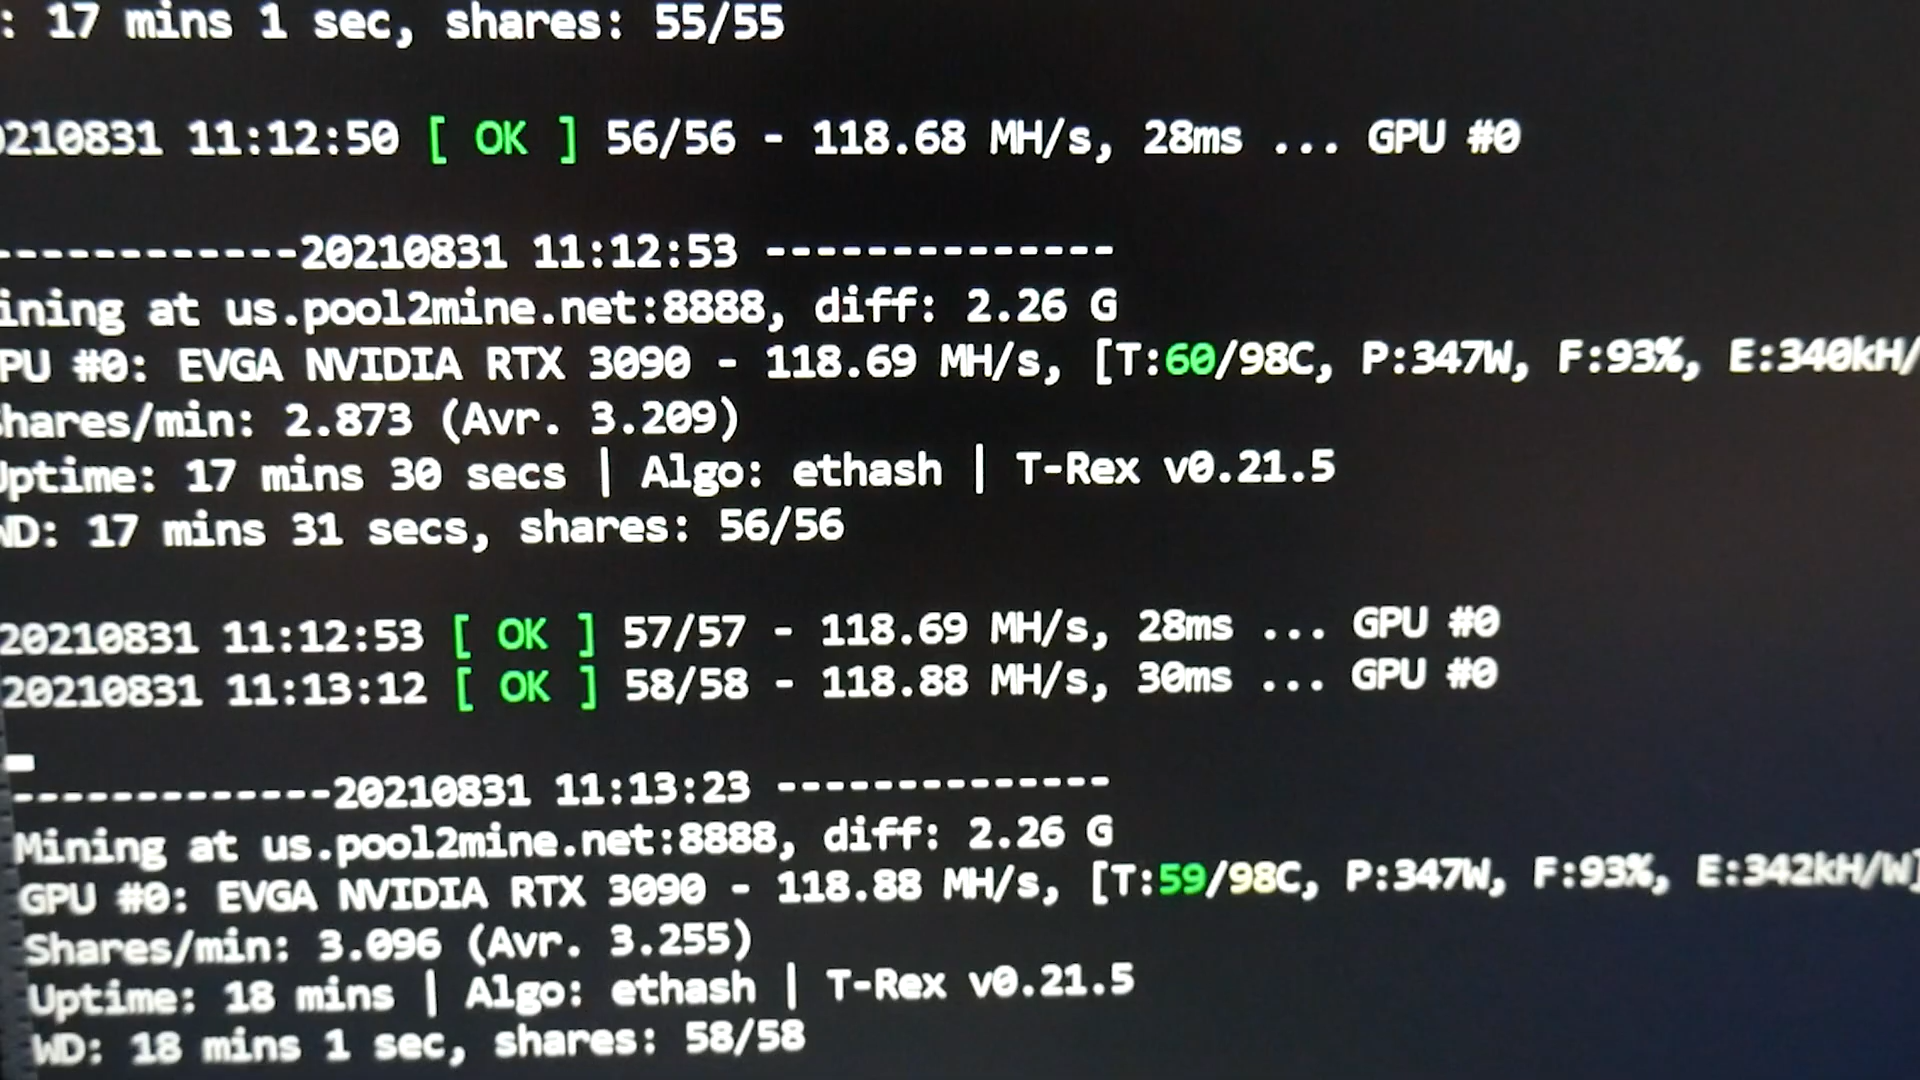 : 17 mins 1 sec, shares: 55/55
0210831 11:12:50 [ OK ] 56/56 - 118.68 MH/s, 28ms ... GPU #0
------------20210831 11:12:53 --------------
ining at us.pool2mine.net:8888, diff: 2.26 G
PU #0: EVGA NVIDIA RTX 3090 - 118.69 MH/s, [T:60/98C, P:347W, F:93%, E:340kH/
Shares/min: 2.873 (Avr. 3.209)
Uptime: 17 mins 30 secs | Algo: ethash | T-Rex v0.21.5
WD: 17 mins 31 secs, shares: 56/56
20210831 11:12:53 [ OK ] 57/57 - 118.69 MH/s, 28ms ... GPU #0
20210831 11:13:12 [ OK ] 58/58 - 118.88 MH/s, 30ms ... GPU #0
-------------20210831 11:13:23 --------------
Mining at us.pool2mine.net:8888, diff: 2.26 G
GPU #0: EVGA NVIDIA RTX 3090 - 118.88 MH/s, [T:59/98C, P:347W, F:93%, E:342kH/W]
Shares/min: 3.096 (Avr. 3.255)
Uptime: 18 mins | Algo: ethash | T-Rex v0.21.5
WD: 18 mins 1 sec, shares: 58/58